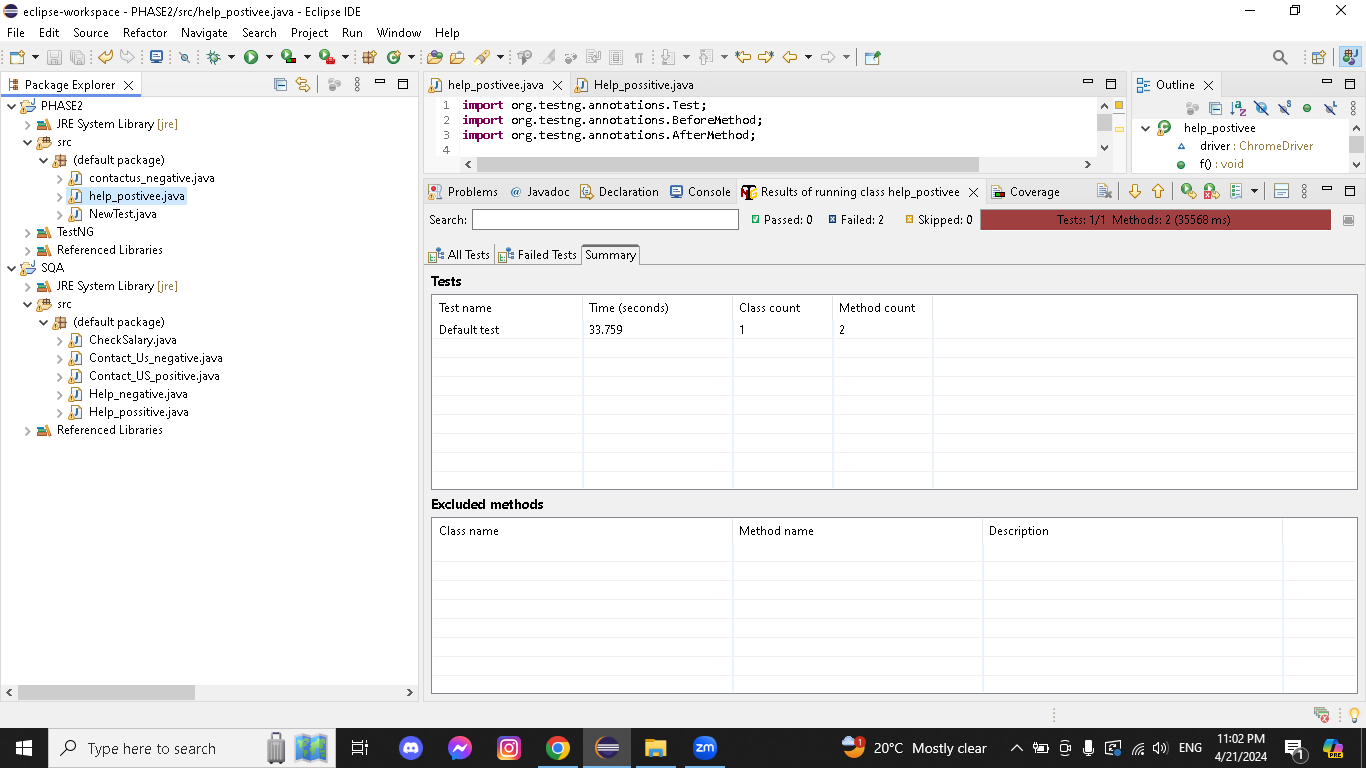 eclipse-workspace - PHASE2/src/help_postivee.java - Eclipse IDE
File Edit Source Refactor Navigate Search Project Run Window Help
Package Explorer
PHASE2
JRE System Library [jre]
src
(default package)
contactus_negative.java
help_postivee.java
NewTest.java
TestNG
Referenced Libraries
SQA
JRE System Library [jre]
src
(default package)
CheckSalary.java
Contact_Us_negative.java
Contact_US_positive.java
Help_negative.java
Help_possitive.java
Referenced Libraries
help_postivee.java Help_possitive.java
1 import org.testng.annotations.Test;
2 import org.testng.annotations.BeforeMethod;
3 import org.testng.annotations.AfterMethod;
4
Outline
help_postivee
driver : ChromeDriver
f() : void
Problems @ Javadoc Declaration Console Results of running class help_postivee Coverage
Search: Passed: 0 Failed: 2 Skipped: 0 Tests: 1/1 Methods: 2 (35568 ms)
All Tests Failed Tests Summary
Tests
Test name Time (seconds) Class count Method count
Default test 33.759 1 2
Excluded methods
Class name Method name Description
Type here to search
zm
1
20°C Mostly clear
ENG
11:02 PM
4/21/2024
1
PRE